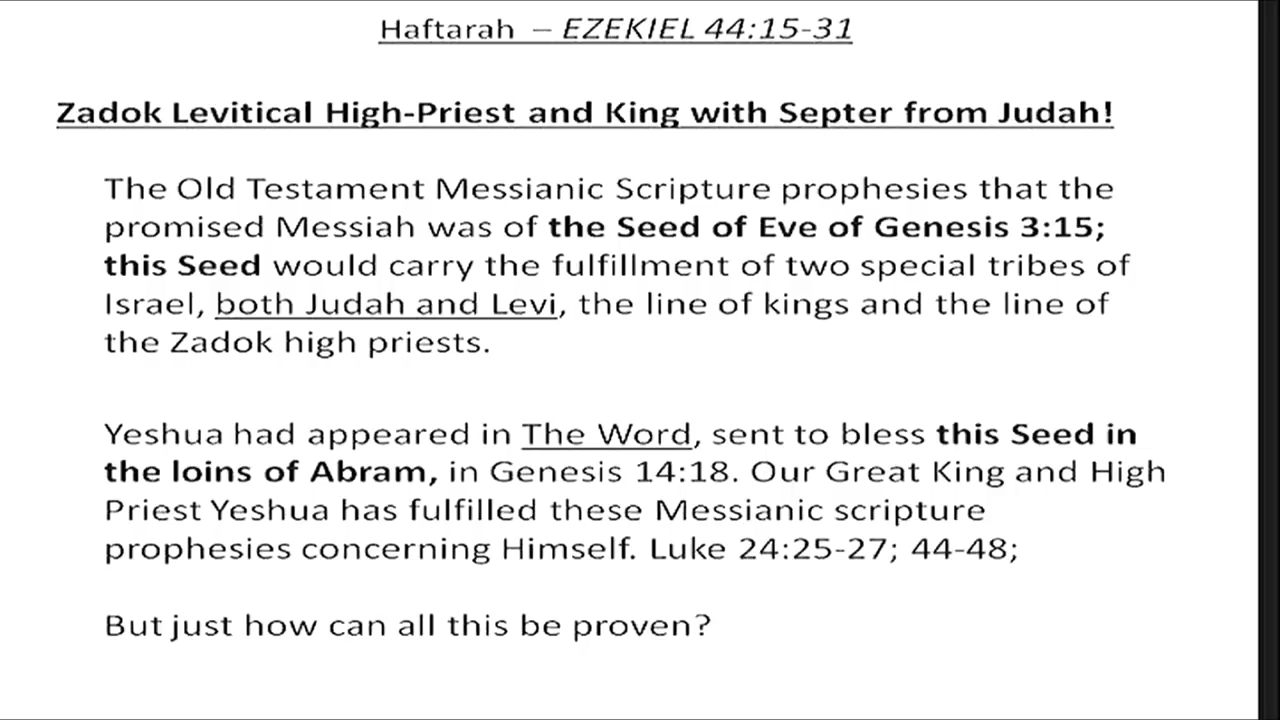 Haftarah – EZEKIEL 44:15-31
Zadok Levitical High-Priest and King with Septer from Judah!
The Old Testament Messianic Scripture prophesies that the
promised Messiah was of the Seed of Eve of Genesis 3:15;
this Seed would carry the fulfillment of two special tribes of
Israel, both Judah and Levi, the line of kings and the line of
the Zadok high priests.
Yeshua had appeared in The Word, sent to bless this Seed in
the loins of Abram, in Genesis 14:18. Our Great King and High
Priest Yeshua has fulfilled these Messianic scripture
prophesies concerning Himself. Luke 24:25-27; 44-48;
But just how can all this be proven?